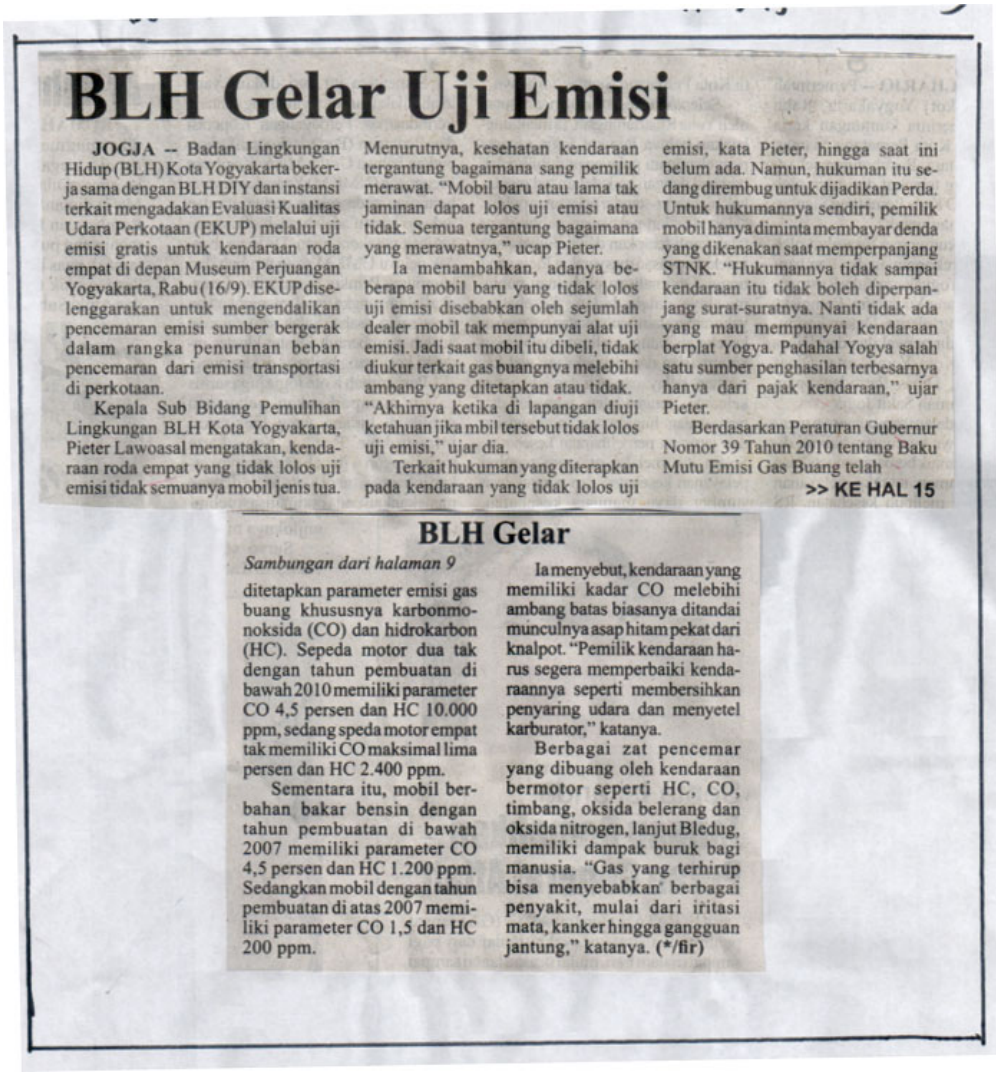 BLH Gelar Uji Emisi
JOGJA -- Badan Lingkungan
Hidup (BLH) Kota Yogyakarta beker-
ja sama dengan BLH DIY dan instansi
terkait mengadakan Evaluasi Kualitas
Udara Perkotaan (EKUP) melalui uji
emisi gratis untuk kendaraan roda
empat di depan Museum Perjuangan
Yogyakarta, Rabu (16/9). EKUP dise-
lenggarakan untuk mengendalikan
pencemaran emisi sumber bergerak
dalam rangka penurunan beban
pencemaran dari emisi transportasi
di perkotaan.
Kepala Sub Bidang Pemulihan
Lingkungan BLH Kota Yogyakarta,
Pieter Lawoasal mengatakan, kenda-
raan roda empat yang tidak lolos uji
emisi tidak semuanya mobil jenis tua.
Menurutnya, kesehatan kendaraan
tergantung bagaimana sang pemilik
merawat. “Mobil baru atau lama tak
jaminan dapat lolos uji emisi atau
tidak. Semua tergantung bagaimana
yang merawatnya,” ucap Pieter.
Ia menambahkan, adanya be-
berapa mobil baru yang tidak lolos
uji emisi disebabkan oleh sejumlah
dealer mobil tak mempunyai alat uji
emisi. Jadi saat mobil itu dibeli, tidak
diukur terkait gas buangnya melebihi
ambang yang ditetapkan atau tidak.
“Akhirnya ketika di lapangan diuji
ketahuan jika mbil tersebut tidak lolos
uji emisi,” ujar dia.
Terkait hukuman yang diterapkan
pada kendaraan yang tidak lolos uji
emisi, kata Pieter, hingga saat ini
belum ada. Namun, hukuman itu se-
dang dirembug untuk dijadikan Perda.
Untuk hukumannya sendiri, pemilik
mobil hanya diminta membayar denda
yang dikenakan saat memperpanjang
STNK. “Hukumannya tidak sampai
kendaraan itu tidak boleh diperpan-
jang surat-suratnya. Nanti tidak ada
yang mau mempunyai kendaraan
berplat Yogya. Padahal Yogya salah
satu sumber penghasilan terbesarnya
hanya dari pajak kendaraan,” ujar
Pieter.
Berdasarkan Peraturan Gubernur
Nomor 39 Tahun 2010 tentang Baku
Mutu Emisi Gas Buang telah
>> KE HAL 15
BLH Gelar
Sambungan dari halaman 9
ditetapkan parameter emisi gas
buang khususnya karbonmo-
noksida (CO) dan hidrokarbon
(HC). Sepeda motor dua tak
dengan tahun pembuatan di
bawah 2010 memiliki parameter
CO 4,5 persen dan HC 10.000
ppm, sedang speda motor empat
tak memiliki CO maksimal lima
persen dan HC 2.400 ppm.
Sementara itu, mobil ber-
bahan bakar bensin dengan
tahun pembuatan di bawah
2007 memiliki parameter CO
4,5 persen dan HC 1.200 ppm.
Sedangkan mobil dengan tahun
pembuatan di atas 2007 memi-
liki parameter CO 1,5 dan HC
200 ppm.
Ia menyebut, kendaraan yang
memiliki kadar CO melebihi
ambang batas biasanya ditandai
munculnya asap hitam pekat dari
knalpot. “Pemilik kendaraan ha-
rus segera memperbaiki kenda-
raannya seperti membersihkan
penyaring udara dan menyetel
karburator,” katanya.
Berbagai zat pencemar
yang dibuang oleh kendaraan
bermotor seperti HC, CO,
timbang, oksida belerang dan
oksida nitrogen, lanjut Bledug,
memiliki dampak buruk bagi
manusia. “Gas yang terhirup
bisa menyebabkan berbagai
penyakit, mulai dari iritasi
mata, kanker hingga gangguan
jantung,” katanya. (*/fir)